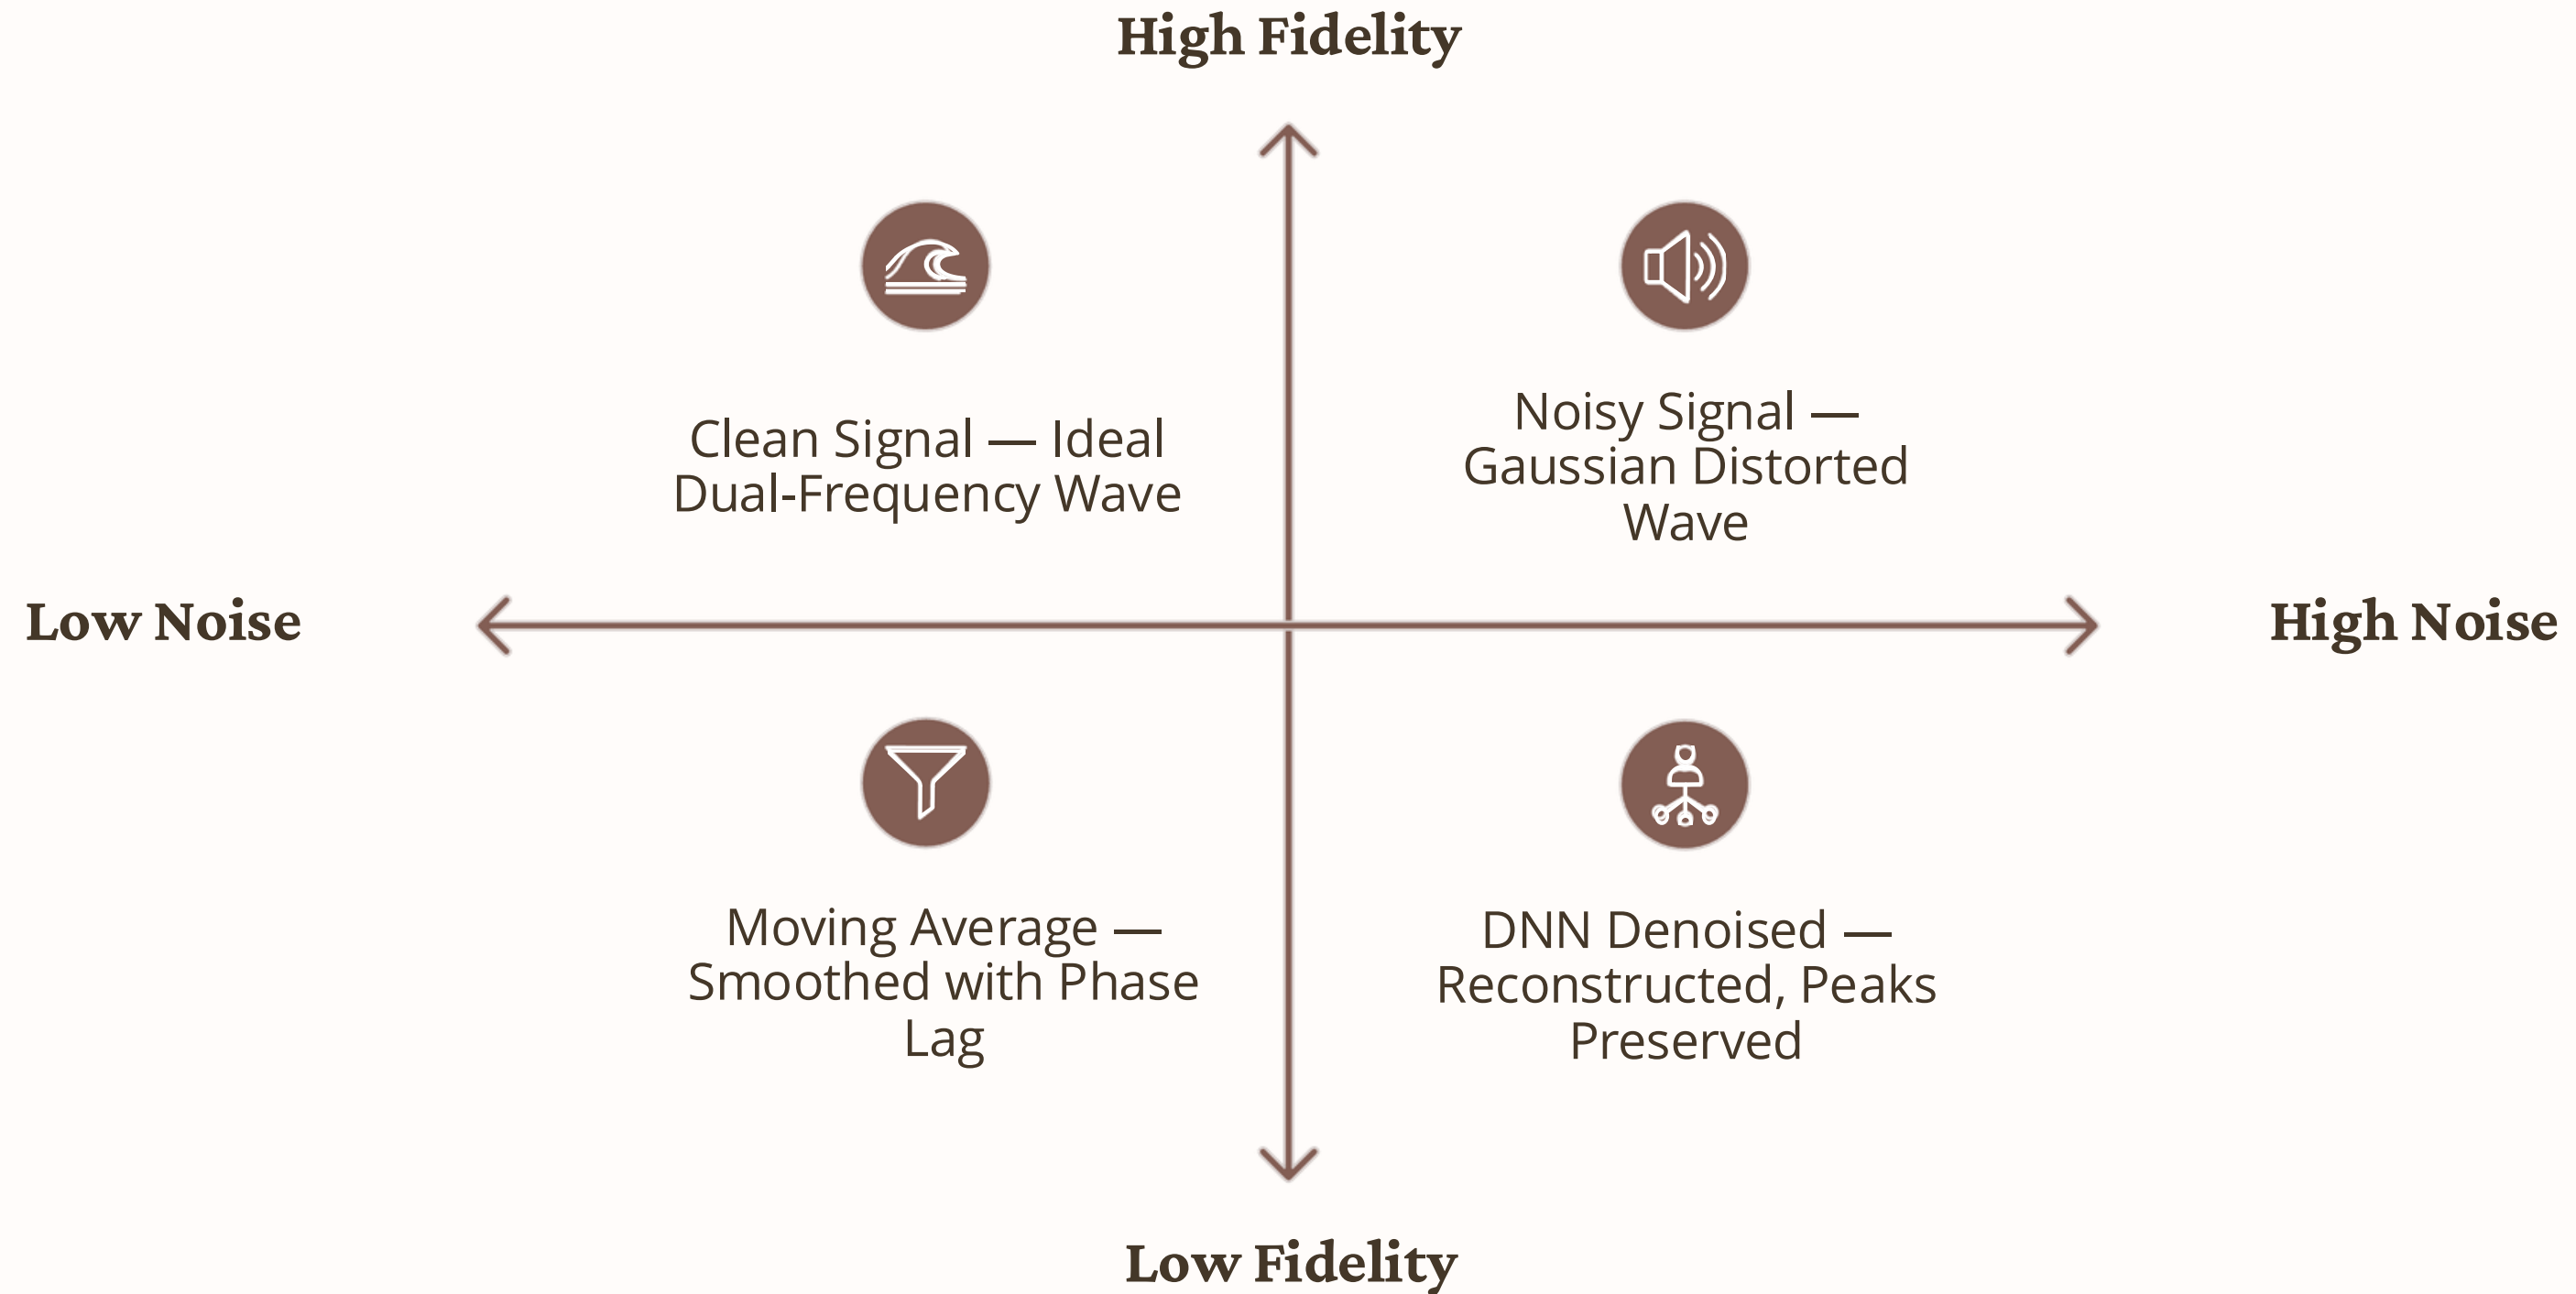 High Fidelity
Clean Signal — Ideal
Dual-Frequency Wave
Noisy Signal —
Gaussian Distorted
Wave
Low Noise
High Noise
Moving Average —
Smoothed with Phase
Lag
DNN Denoised —
Reconstructed, Peaks
Preserved
Low Fidelity